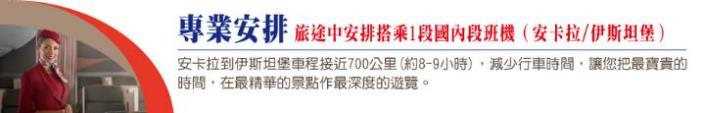 專業安排 旅途中安排搭乘1段國內段班機（安卡拉/伊斯坦堡）
安卡拉到伊斯坦堡車程接近700公里(約8-9小時)，減少行車時間，讓您把最寶貴的
時間，在最精華的景點作最深度的遊覽。